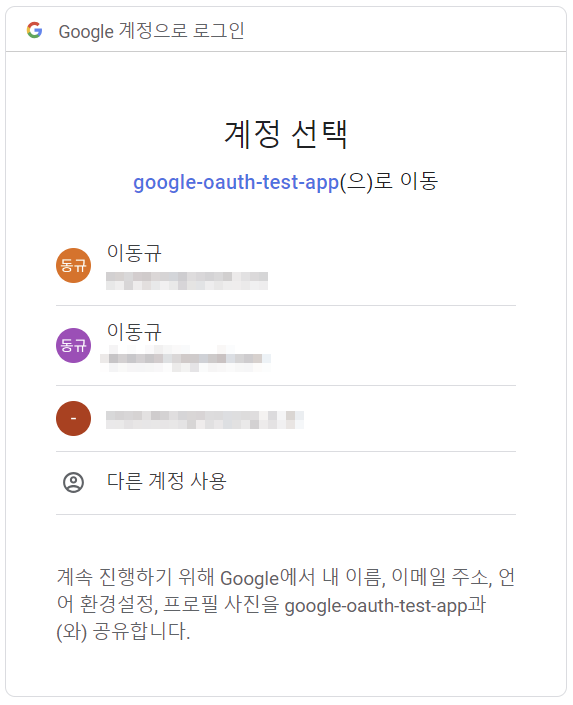 Google 계정으로 로그인
계정 선택
google-oauth-test-app(으)로 이동
동규
이동규
동규
이동규
-
다른 계정 사용
계속 진행하기 위해 Google에서 내 이름, 이메일 주소, 언
어 환경설정, 프로필 사진을 google-oauth-test-app과
(와) 공유합니다.